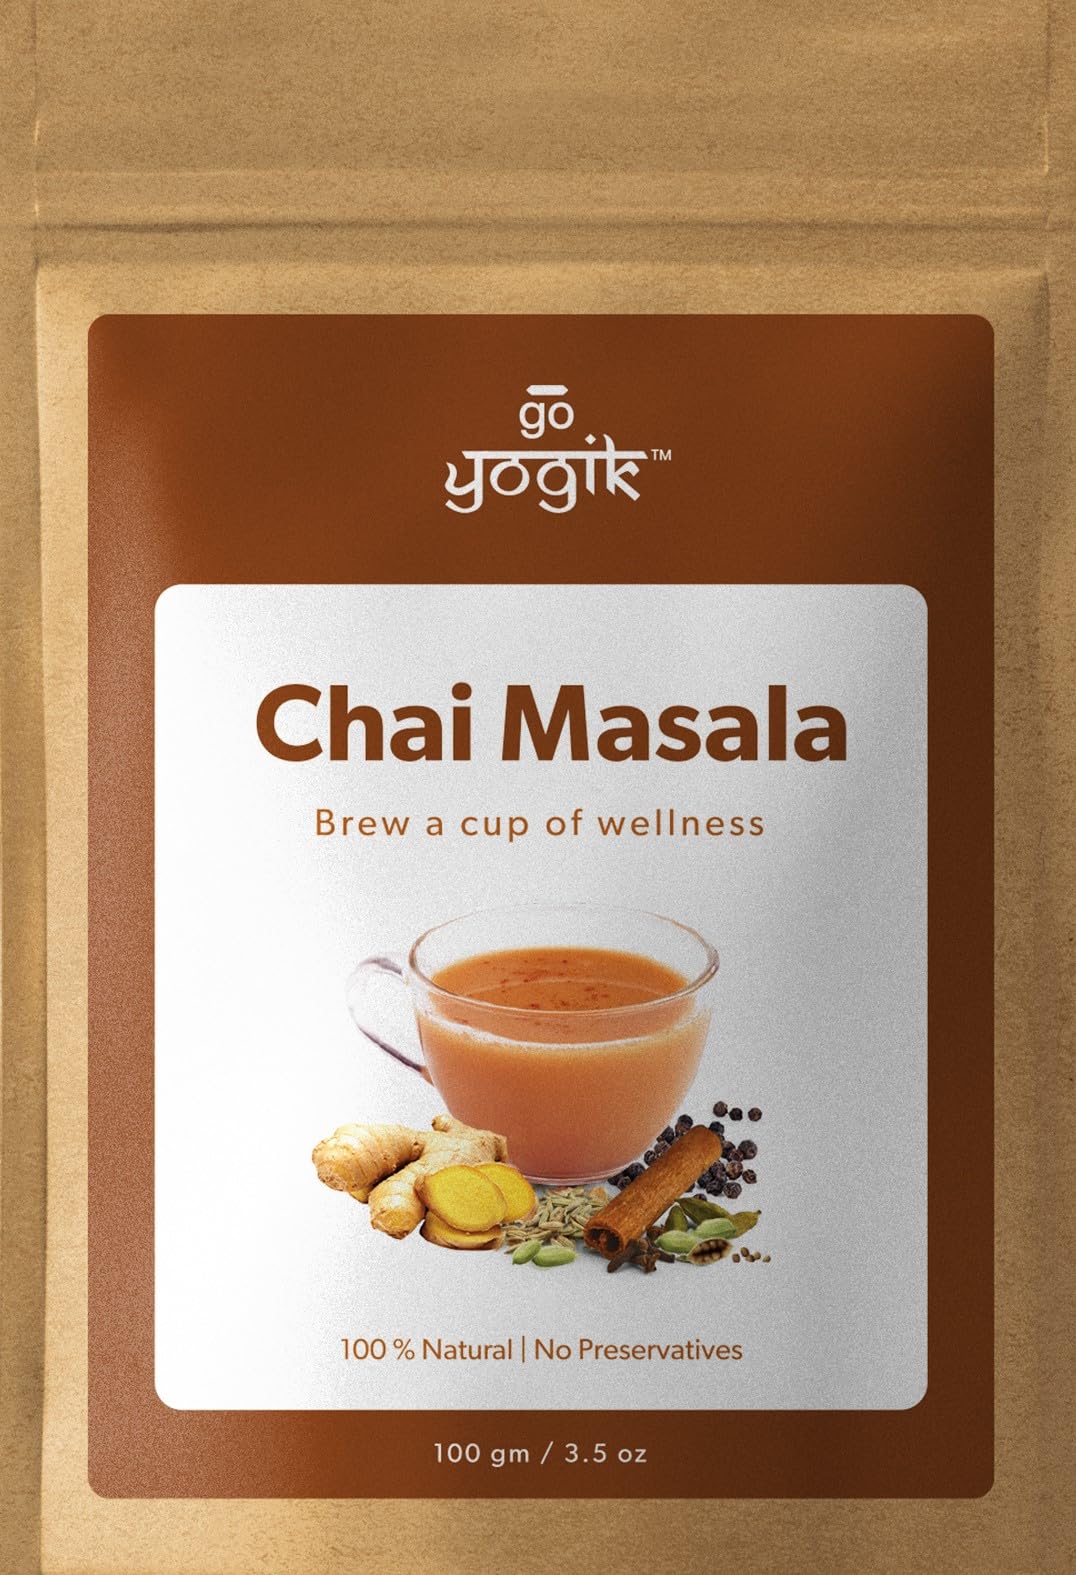 go
yogik™
Chai Masala
Brew a cup of wellness
100 % Natural | No Preservatives
100 gm / 3.5 oz